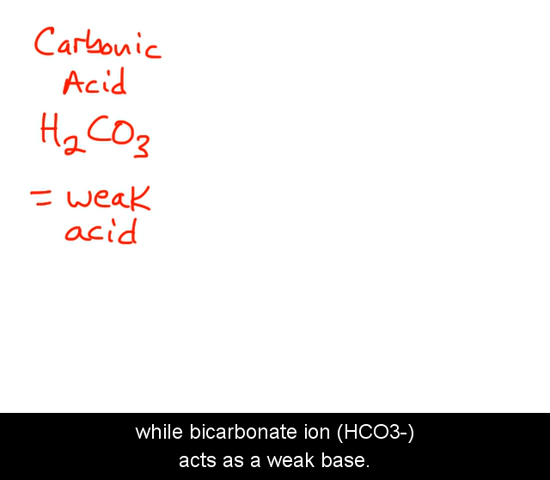 Carbonic
Acid
H₂CO₃
= weak
acid
while bicarbonate ion (HCO3-)
acts as a weak base.